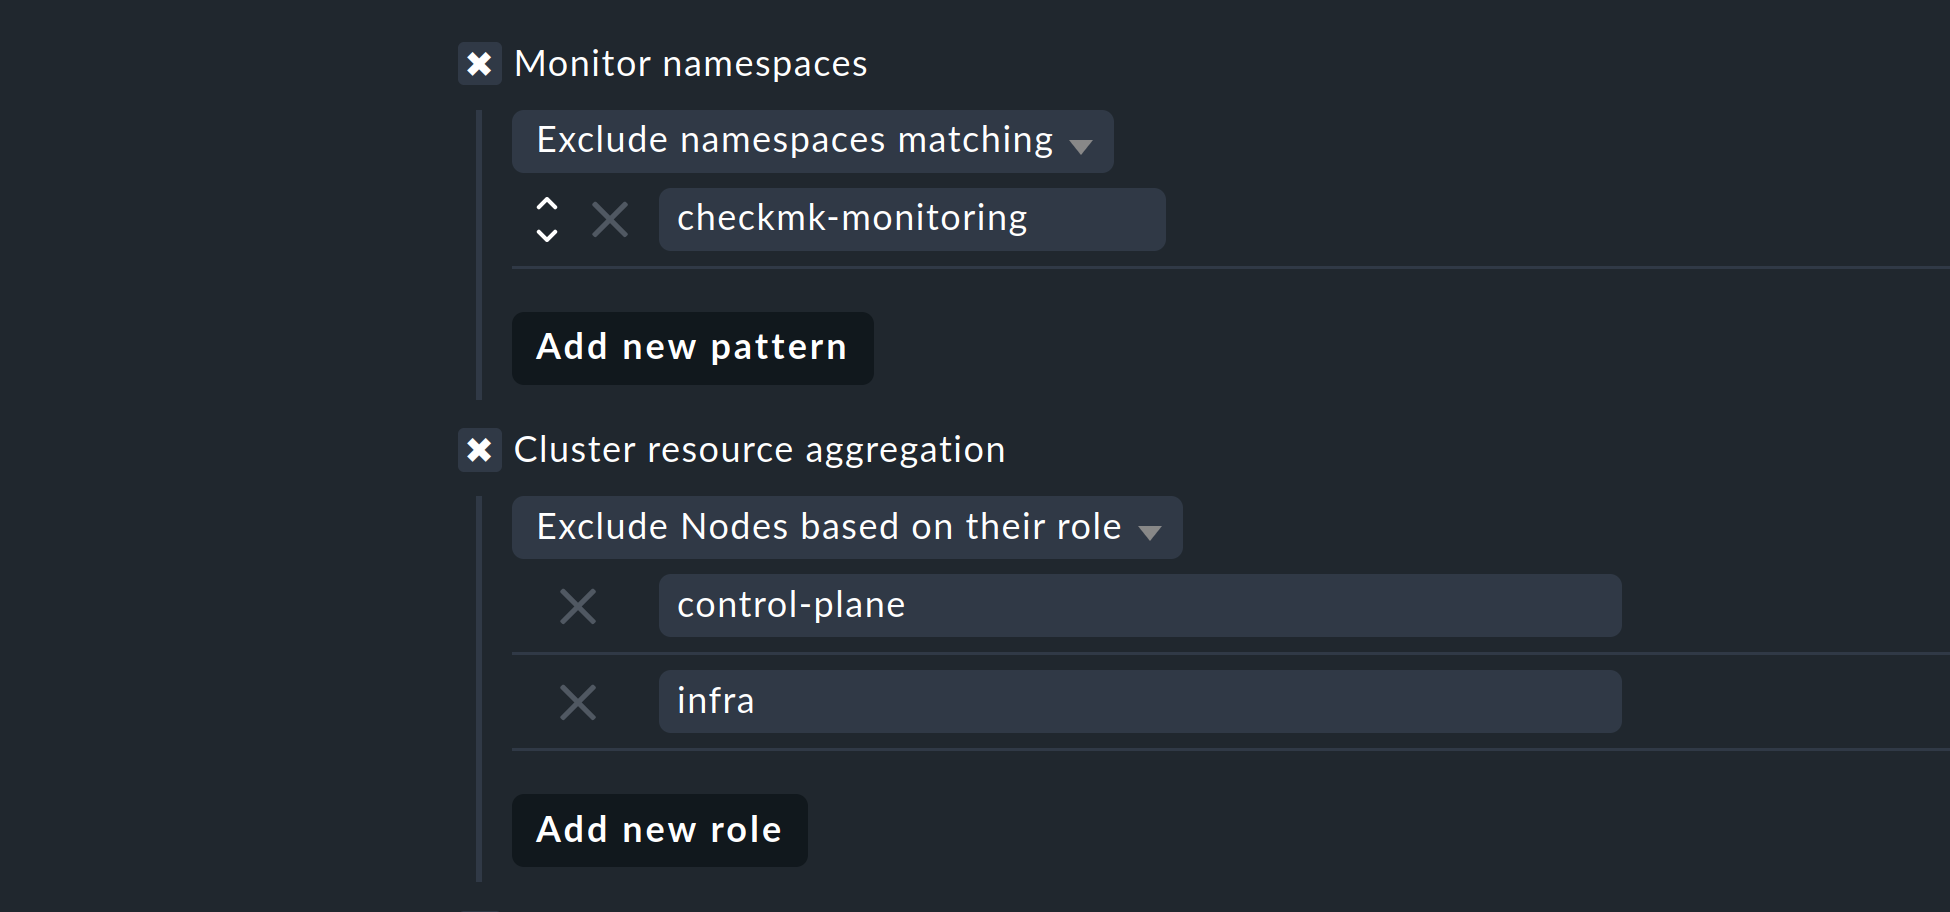 Monitor namespaces
Exclude namespaces matching
checkmk-monitoring
Add new pattern
Cluster resource aggregation
Exclude Nodes based on their role
control-plane
infra
Add new role